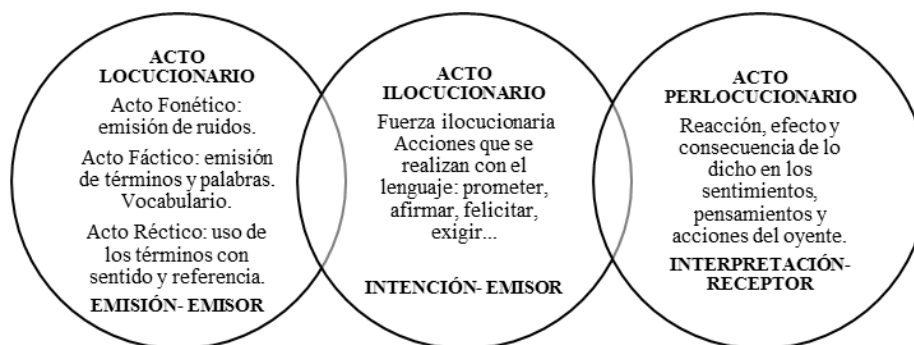 ACTO
LOCUCIONARIO
Acto Fonético:
emisión de ruidos.
Acto Fáctico: emisión
de términos y palabras.
Vocabulario.
Acto Réctico: uso de
los términos con
sentido y referencia.
EMISIÓN- EMISOR
ACTO
ILOCUCIONARIO
Fuerza ilocucionaria
Acciones que se
realizan con el
lenguaje: prometer,
afirmar, felicitar,
exigir...
INTENCIÓN- EMISOR
ACTO
PERLOCUCIONARIO
Reacción, efecto y
consecuencia de lo
dicho en los
sentimientos,
pensamientos y
acciones del oyente.
INTERPRETACIÓN-
RECEPTOR